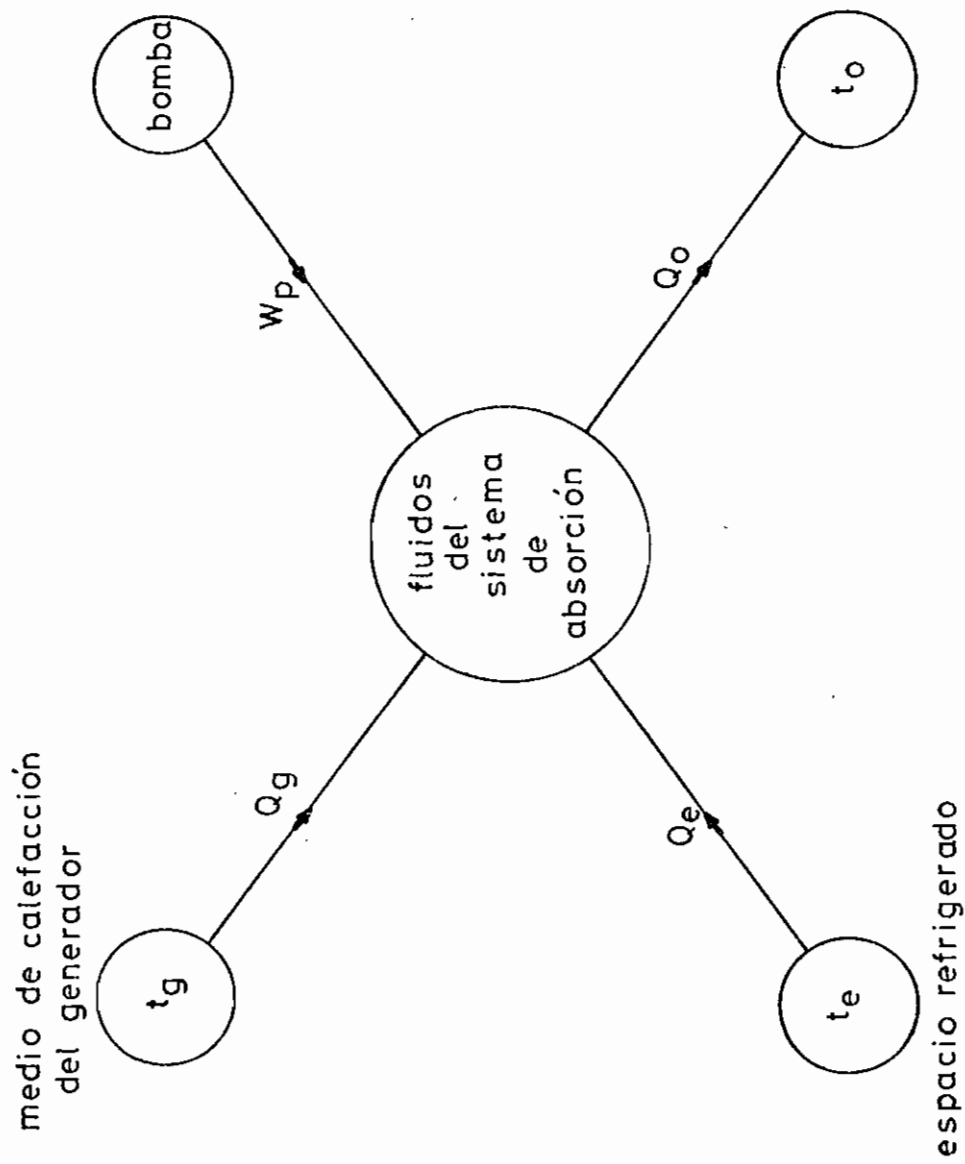 medio de calefacción
del generador
t_g
Q_g
bomba
W_p
fluidos
del
sistema
de
absorción
Q_e
t_e
espacio refrigerado
Q_o
t_o